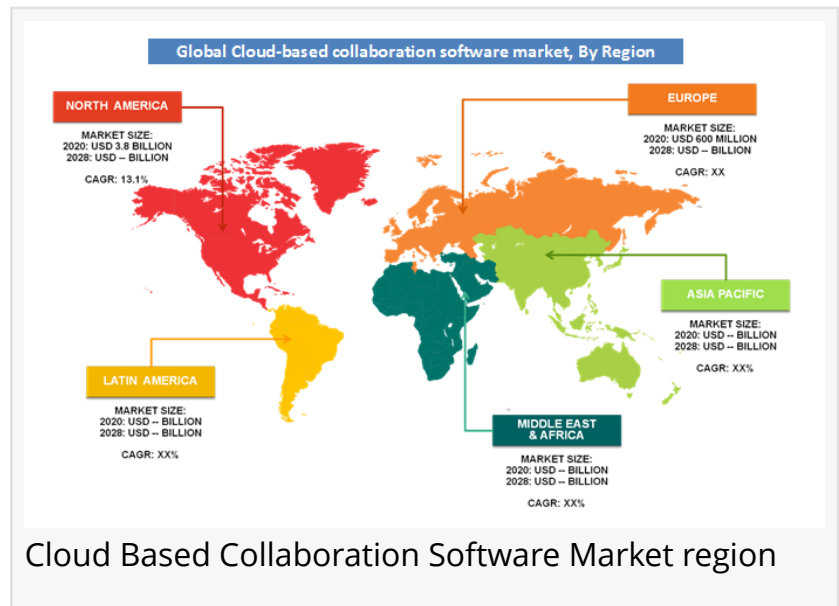 Global Cloud-based collaboration software market, By Region
NORTH AMERICA
MARKET SIZE:
2020: USD 3.8 BILLION
2028: USD -- BILLION
CAGR: 13.1%
EUROPE
MARKET SIZE:
2020: USD 600 MILLION
2028: USD -- BILLION
CAGR: XX
ASIA PACIFIC
MARKET SIZE:
2020: USD -- BILLION
2028: USD -- BILLION
CAGR: XX%
LATIN AMERICA
MARKET SIZE:
2020: USD -- BILLION
2028: USD -- BILLION
CAGR: XX%
MIDDLE EAST
& AFRICA
MARKET SIZE:
2020: USD -- BILLION
2028: USD -- BILLION
CAGR: XX%
Cloud Based Collaboration Software Market region